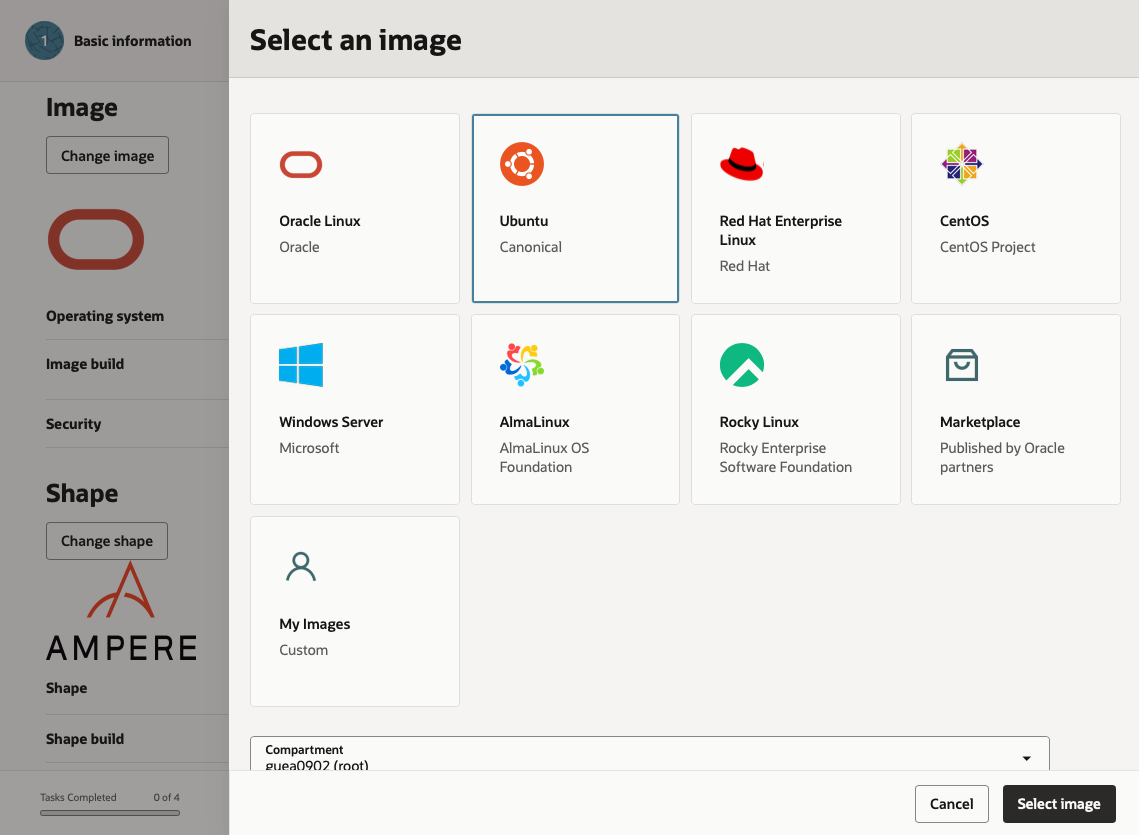 1
Basic information
Select an image
Image
Change image
Operating system
Image build
Security
Shape
Change shape
AMPERE
Shape
Shape build
Tasks Completed
0 of 4
Oracle Linux
Oracle
Ubuntu
Canonical
Red Hat Enterprise
Linux
Red Hat
CentOS
CentOS Project
Windows Server
Microsoft
AlmaLinux
AlmaLinux OS
Foundation
Rocky Linux
Rocky Enterprise
Software Foundation
Marketplace
Published by Oracle
partners
My Images
Custom
Compartment
guea0902 (root)
Cancel
Select image